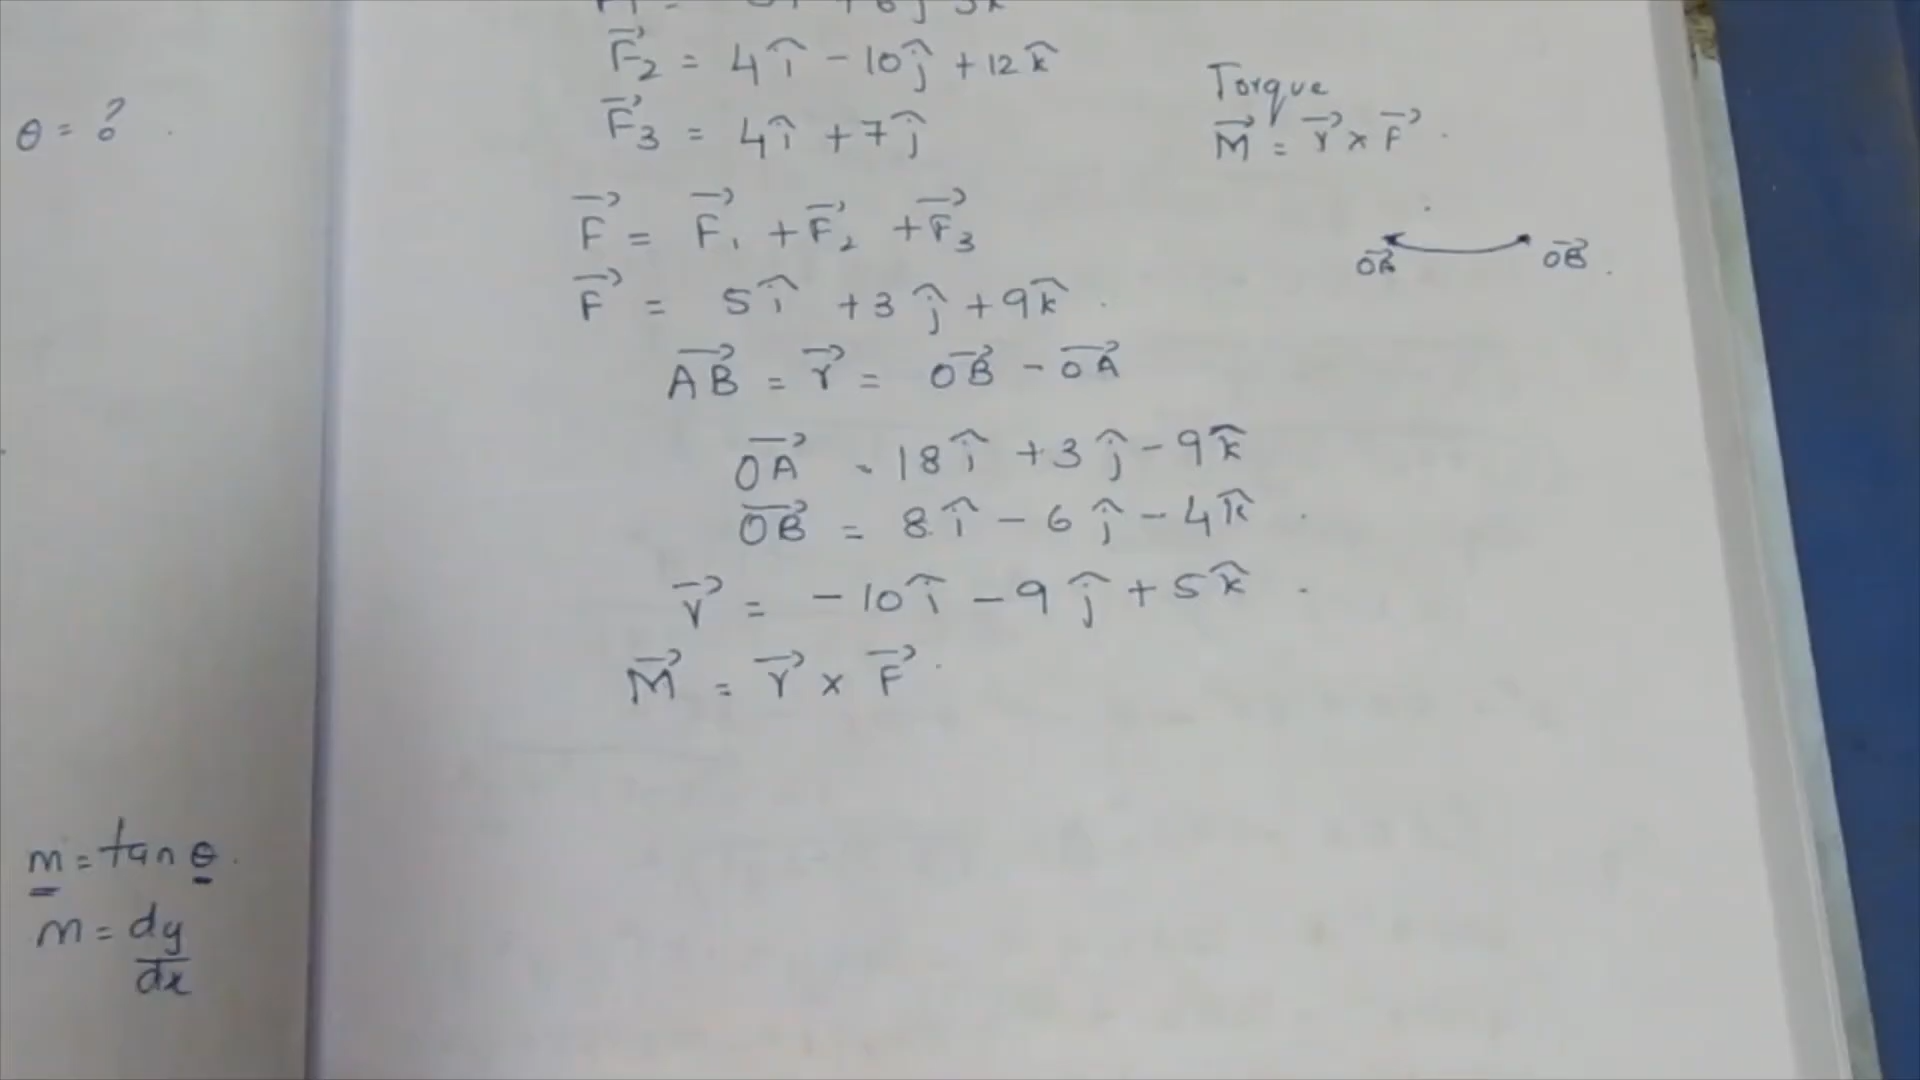 θ = ?
m = tan θ.
m = dy/dx
F⃗2 = 4î - 10ĵ + 12k̂
F⃗3 = 4î + 7ĵ
F⃗ = F⃗1 + F⃗2 + F⃗3
F⃗ = 5î + 3ĵ + 9k̂.
AB⃗ = r⃗ = OB⃗ - OA⃗
OA⃗ = 18î + 3ĵ - 9k̂
OB⃗ = 8î - 6ĵ - 4k̂.
r⃗ = -10î - 9ĵ + 5k̂.
M⃗ = r⃗ × F⃗.
Torque
M⃗ = r⃗ × F⃗.
OA⃗ OB⃗.